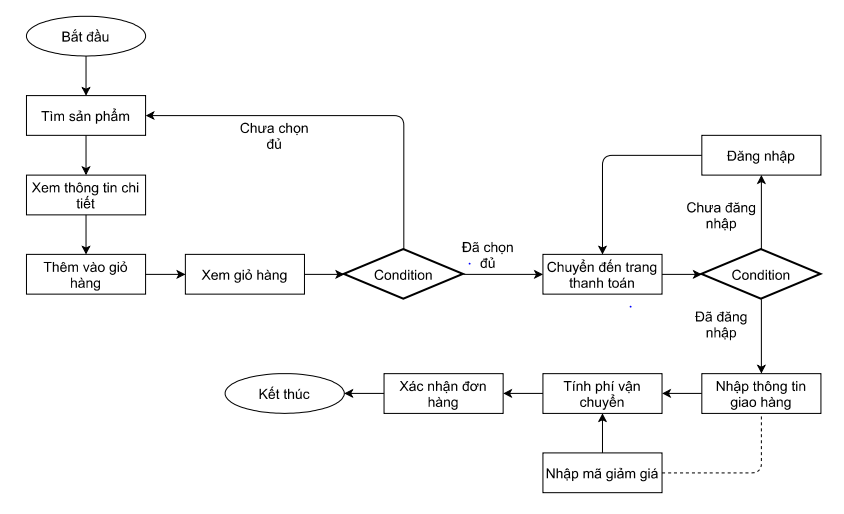 Bắt đầu
Tìm sản phẩm
Chưa chọn
đủ
Đăng nhập
Xem thông tin chi
tiết
Chưa đăng
nhập
Thêm vào giỏ
hàng
Xem giỏ hàng
Condition
Đã chọn
đủ
Chuyển đến trang
thanh toán
Condition
Đã đăng
nhập
Kết thúc
Xác nhận đơn
hàng
Tính phí vận
chuyển
Nhập thông tin
giao hàng
Nhập mã giảm giá